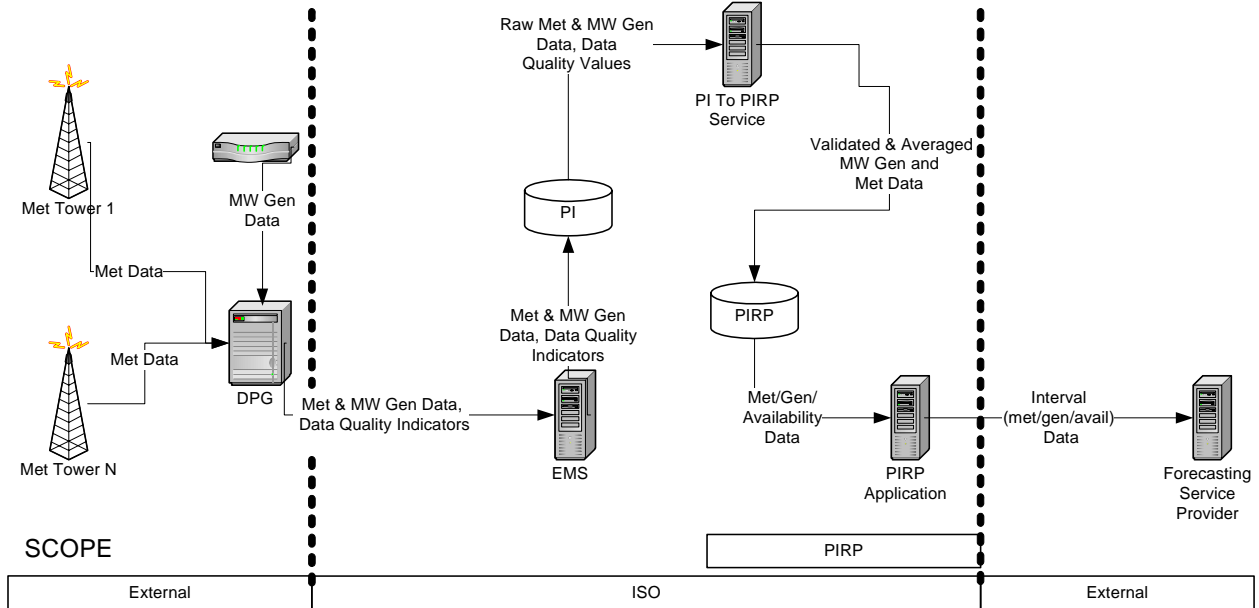 Raw Met & MW Gen
Data, Data
Quality Values
PI To PIRP
Service
Validated & Averaged
MW Gen and
Met Data
Met Tower 1
MW Gen
Data
PI
Met Data
PIRP
Met & MW Gen
Data, Data Quality
Indicators
Met Data
DPG
Met & MW Gen Data,
Data Quality Indicators
Met/Gen/
Availability
Data
Interval
(met/gen/avail)
Data
Met Tower N
EMS
PIRP
Application
Forecasting
Service
Provider
SCOPE
PIRP
External
ISO
External